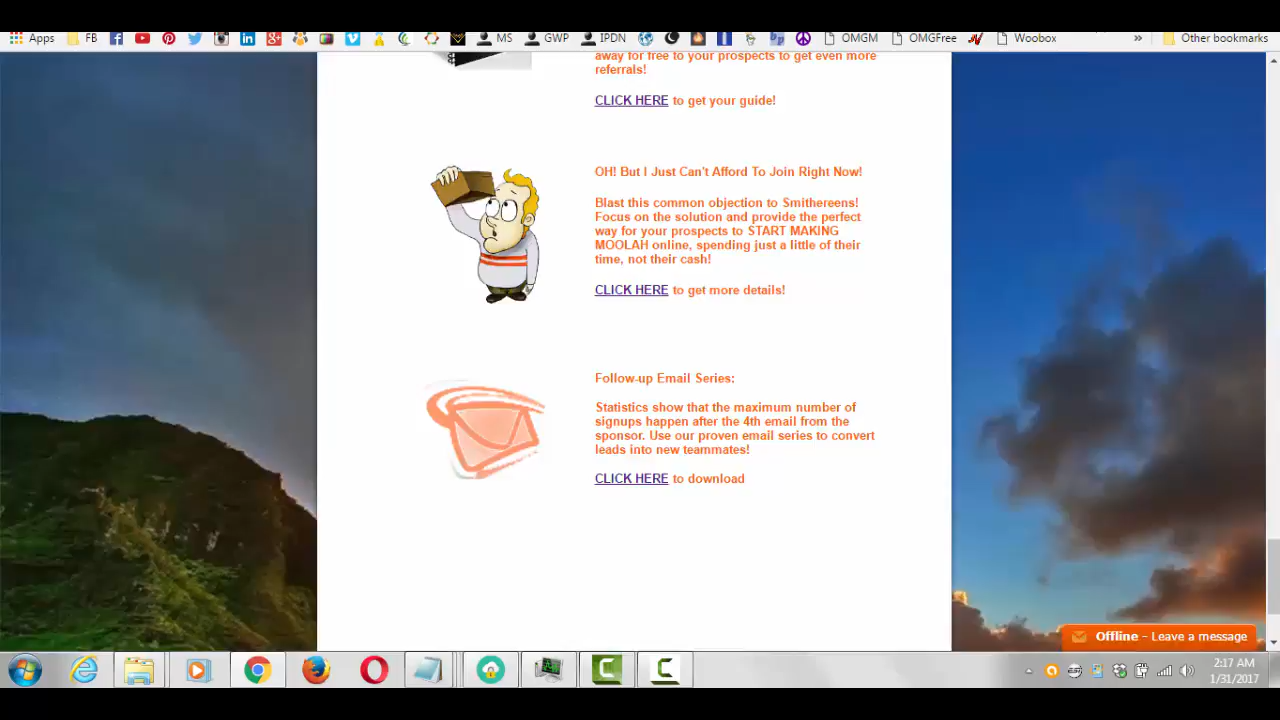 Apps FB MS GWP IPDN OMGM OMGFree Woobox » Other bookmarks
away for free to your prospects to get even more
referrals!
CLICK HERE to get your guide!
OH! But I Just Can't Afford To Join Right Now!
Blast this common objection to Smithereens!
Focus on the solution and provide the perfect
way for your prospects to START MAKING
MOOLAH online, spending just a little of their
time, not their cash!
CLICK HERE to get more details!
Follow-up Email Series:
Statistics show that the maximum number of
signups happen after the 4th email from the
sponsor. Use our proven email series to convert
leads into new teammates!
CLICK HERE to download
Offline – Leave a message
2:17 AM
1/31/2017